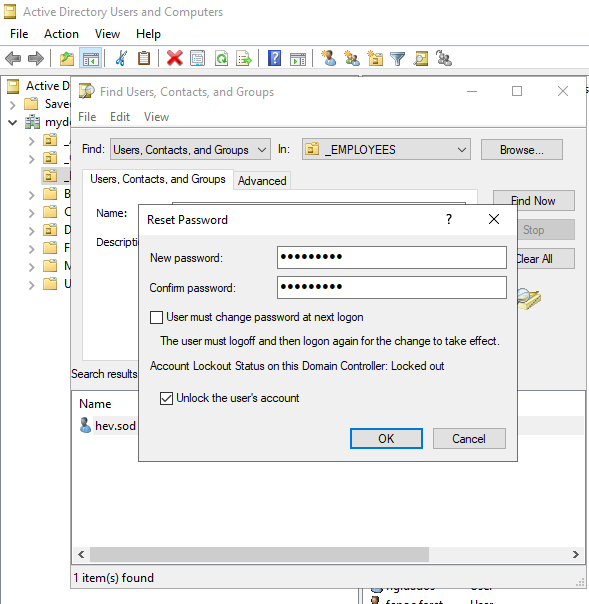 Active Directory Users and Computers
File Action View Help
Active D
Find Users, Contacts, and Groups
Save
File Edit View
myd
Find: Users, Contacts, and Groups In: _EMPLOYEES Browse...
Users, Contacts, and Groups Advanced
Name: Find Now
Reset Password ?
Stop
Descripti
New password: ●●●●●●●●●
Clear All
Confirm password: ●●●●●●●●●
User must change password at next logon
The user must logoff and then logon again for the change to take effect.
Account Lockout Status on this Domain Controller: Locked out
Search results
Unlock the user's account
Name
hev.sod
OK Cancel
1 item(s) found